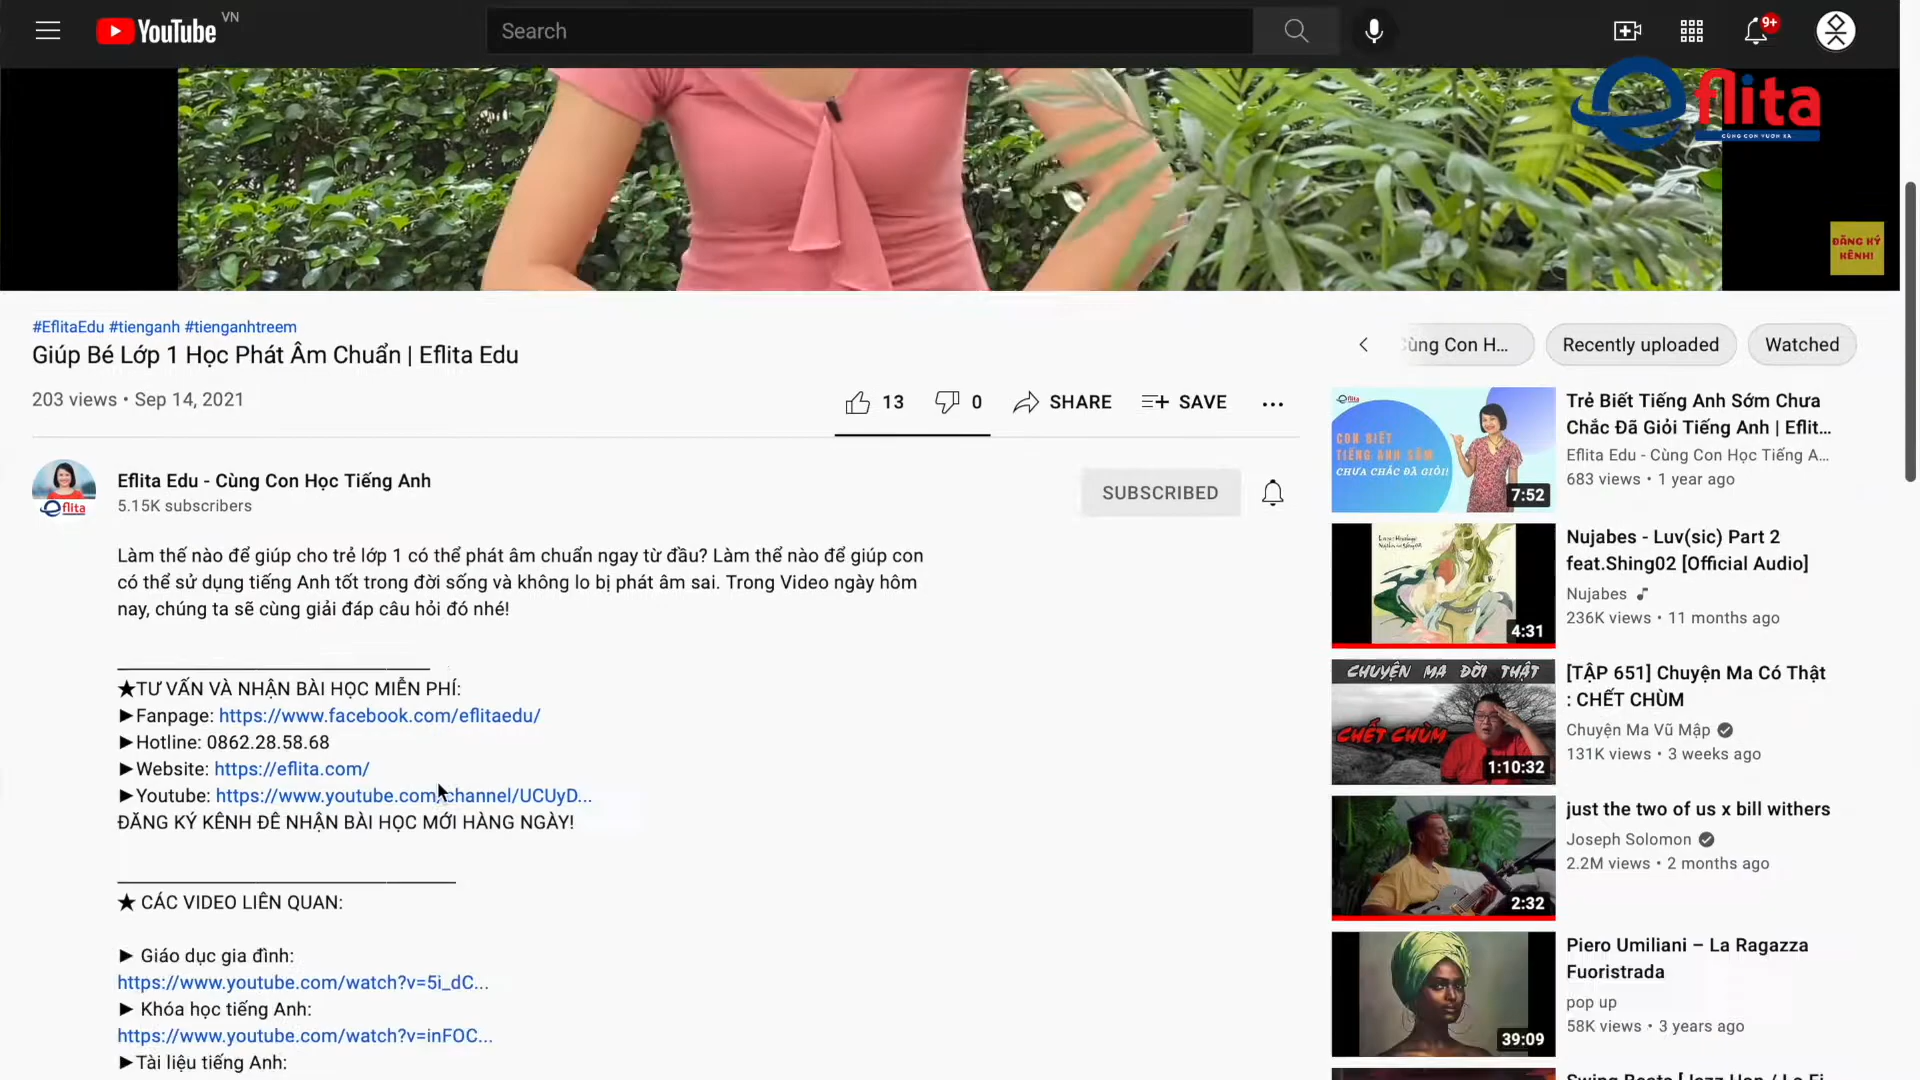 YouTube VN
Search
9+
eflita
CÙNG CON VƯƠN XA
ĐĂNG KÝ
KÊNH!
#EflitaEdu #tienganh #tienganhtreem
Giúp Bé Lớp 1 Học Phát Âm Chuẩn | Eflita Edu
203 views • Sep 14, 2021
13
0
SHARE
SAVE
Eflita Edu - Cùng Con Học Tiếng Anh
5.15K subscribers
SUBSCRIBED
Làm thế nào để giúp cho trẻ lớp 1 có thể phát âm chuẩn ngay từ đầu? Làm thế nào để giúp con
có thể sử dụng tiếng Anh tốt trong đời sống và không lo bị phát âm sai. Trong Video ngày hôm
nay, chúng ta sẽ cùng giải đáp câu hỏi đó nhé!
★TƯ VẤN VÀ NHẬN BÀI HỌC MIỄN PHÍ:
►Fanpage: https://www.facebook.com/eflitaedu/
►Hotline: 0862.28.58.68
►Website: https://eflita.com/
►Youtube: https://www.youtube.com/channel/UCUyD...
ĐĂNG KÝ KÊNH ĐỂ NHẬN BÀI HỌC MỚI HÀNG NGÀY!
★ CÁC VIDEO LIÊN QUAN:
► Giáo dục gia đình:
https://www.youtube.com/watch?v=5i_dC...
► Khóa học tiếng Anh:
https://www.youtube.com/watch?v=inFOC...
►Tài liệu tiếng Anh:
Cùng Con H...
Recently uploaded
Watched
CON BIẾT
TIẾNG ANH SỚM
CHƯA CHẮC ĐÃ GIỎI!
7:52
Trẻ Biết Tiếng Anh Sớm Chưa
Chắc Đã Giỏi Tiếng Anh | Eflit...
Eflita Edu - Cùng Con Học Tiếng A...
683 views • 1 year ago
4:31
Nujabes - Luv(sic) Part 2
feat.Shing02 [Official Audio]
Nujabes
236K views • 11 months ago
CHUYỆN MA ĐỜI THẬT
CHẾT CHÙM
1:10:32
[TẬP 651] Chuyện Ma Có Thật
: CHẾT CHÙM
Chuyện Ma Vũ Mập
131K views • 3 weeks ago
2:32
just the two of us x bill withers
Joseph Solomon
2.2M views • 2 months ago
39:09
Piero Umiliani – La Ragazza
Fuoristrada
pop up
58K views • 3 years ago